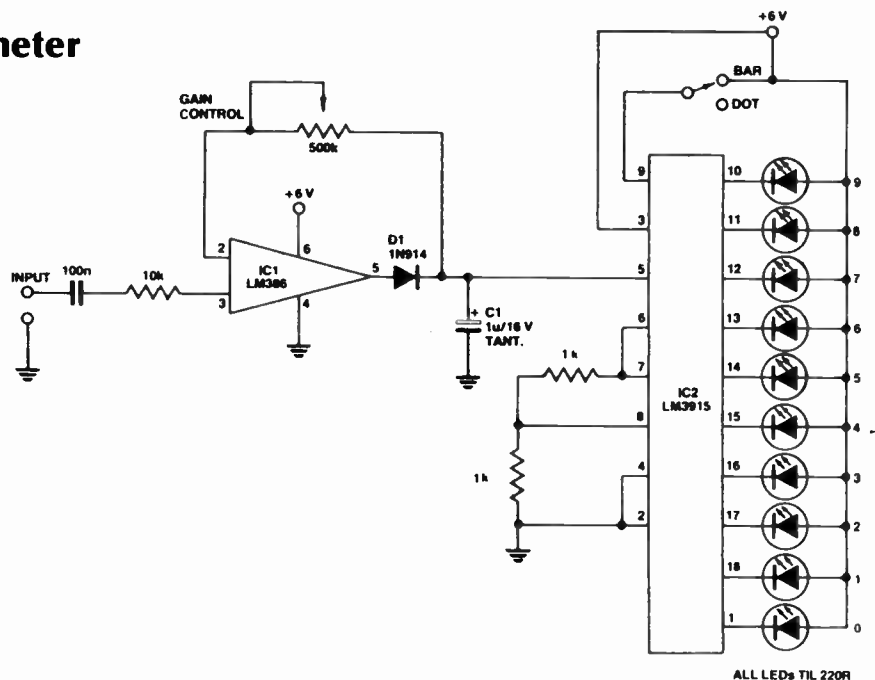 neter
+6 V
BAR
DOT
GAIN
CONTROL
500k
+6 V
INPUT
100n
10k
2
3
IC1
LM386
6
4
5
D1
1N914
+
C1
1u/16 V
TANT.
1 k
1k
9
3
5
6
7
8
4
2
IC2
LM3915
10
11
12
13
14
15
16
17
18
1
9
8
7
6
5
4
3
2
1
0
ALL LEDs TIL 220R